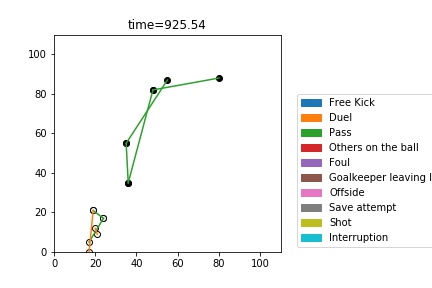 time=925.54
100
80
60
40
20
0
0 20 40 60 80 100
Free Kick
Duel
Pass
Others on the ball
Foul
Goalkeeper leaving l
Offside
Save attempt
Shot
Interruption